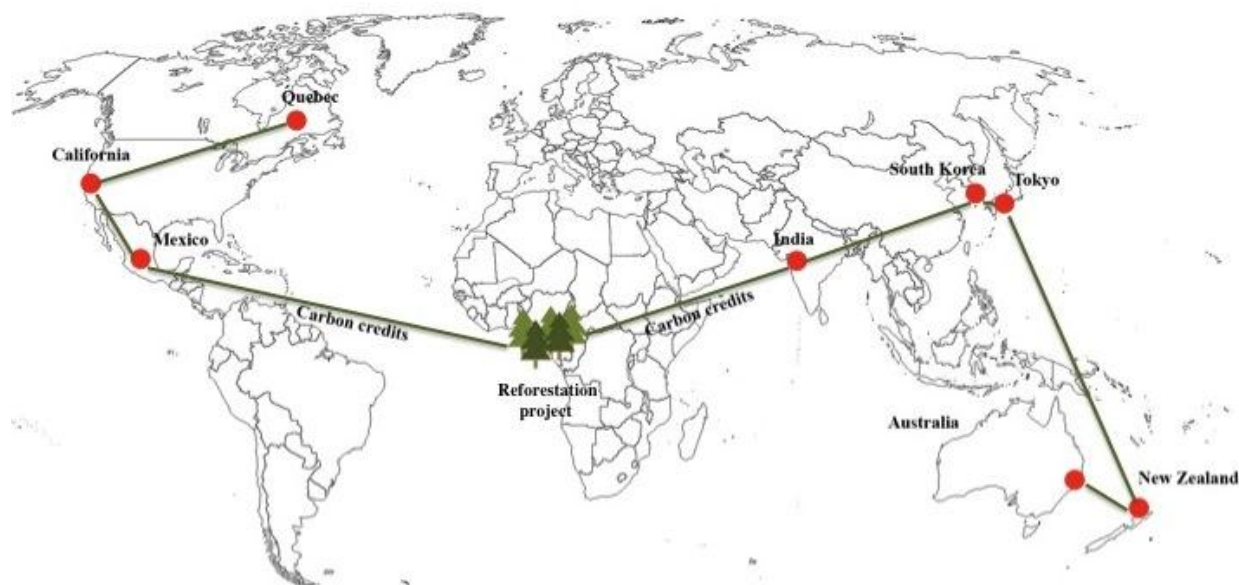 Quebec
California
South Korea
Tokyo
Mexico
India
Carbon credits
Carbon credits
Reforestation
project
Australia
New Zealand